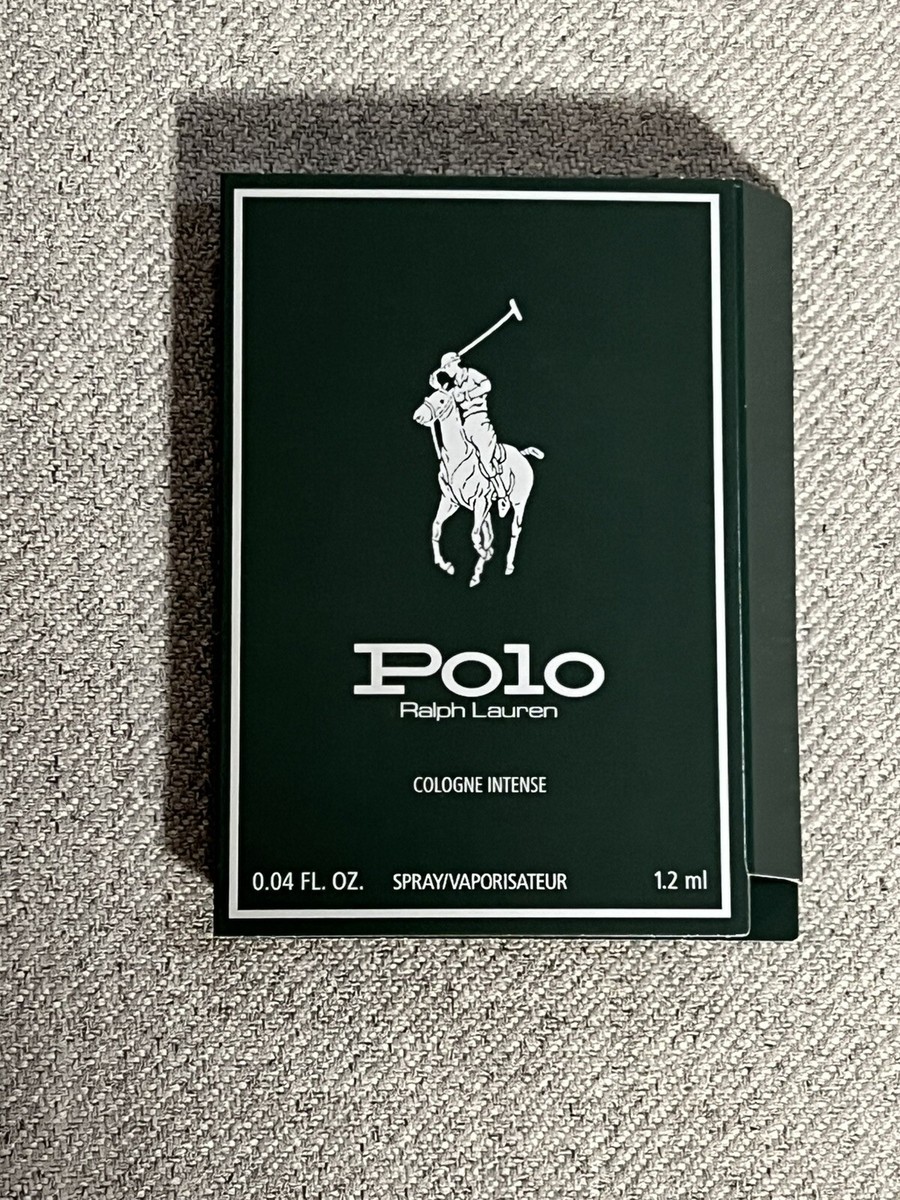 Polo
Ralph Lauren
COLOGNE INTENSE
0.04 FL. OZ. SPRAY/VAPORISATEUR 1.2 ml